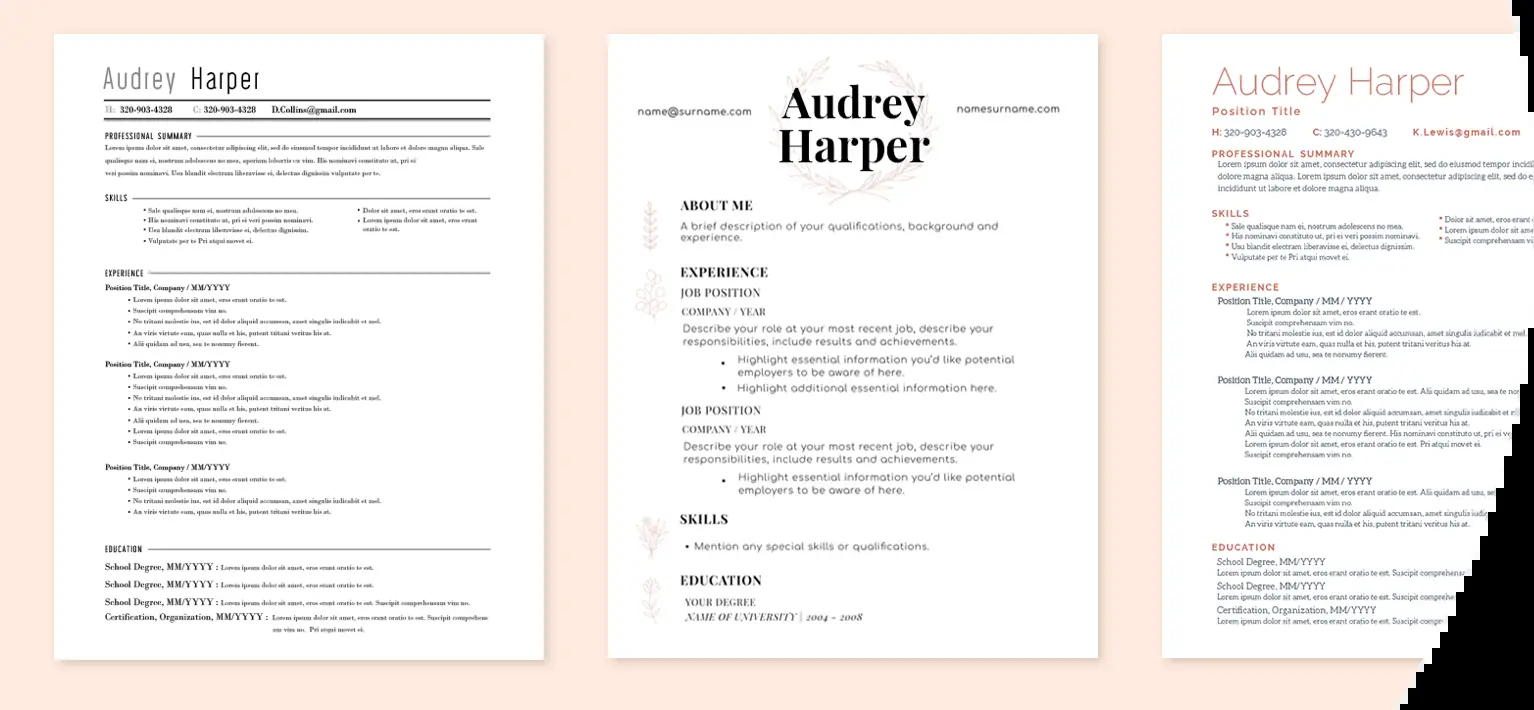 Audrey Harper
H: 320-903-4328 C: 320-903-4328 D.Collins@gmail.com
PROFESSIONAL SUMMARY
Lorem ipsum dolor sit amet, consectetur adipiscing elit, sed do eiusmod tempor incididunt ut labore et dolore magna aliqua. Sale
qualisque nam ei, nostrum adolescens no mea, aperiam lobortis cu vim. His nominavi constituto ut, pri ei
veri possim nominavi. Usu blandit electram liberavisse ei, delectus dignissim vulputate per te.
SKILLS
• Sale qualisque nam ei, nostrum adolescens no mea.
• His nominavi constituto ut, pri ei veri possim nominavi.
• Usu blandit electram liberavisse ei, delectus dignissim.
• Vulputate per te Pri atqui movet ei.
• Dolor sit amet, eros erant oratio te est.
• Lorem ipsum dolor sit amet, eros erant
oratio te est.
EXPERIENCE
Position Title, Company / MM/YYYY
• Lorem ipsum dolor sit amet, eros erant oratio te est.
• Suscipit comprehensam vim no.
• No tritani molestie ius, est id dolor aliquid accumsan, amet singulis iudicabit et mel.
• An viris virtute eam, quas nulla et his, putent tritani veritus his at.
• Alii quidam ad usu, sea te nonumy fierent.
Position Title, Company / MM/YYYY
• Lorem ipsum dolor sit amet, eros erant oratio te est.
• Suscipit comprehensam vim no.
• No tritani molestie ius, est id dolor aliquid accumsan, amet singulis iudicabit et mel.
• An viris virtute eam, quas nulla et his, putent tritani veritus his at.
• Alii quidam ad usu, sea te nonumy fierent.
• Lorem ipsum dolor sit amet, eros erant oratio te est.
• Suscipit comprehensam vim no.
Position Title, Company / MM/YYYY
• Lorem ipsum dolor sit amet, eros erant oratio te est.
• Suscipit comprehensam vim no.
• No tritani molestie ius, est id dolor aliquid accumsan, amet singulis iudicabit et mel.
• An viris virtute eam, quas nulla et his, putent tritani veritus his at.
EDUCATION
School Degree, MM/YYYY : Lorem ipsum dolor sit amet, eros erant oratio te est.
School Degree, MM/YYYY : Lorem ipsum dolor sit amet, eros erant oratio te est.
School Degree, MM/YYYY : Lorem ipsum dolor sit amet, eros erant oratio te est. Suscipit comprehensam vim no.
Certification, Organization, MM/YYYY : Lorem ipsum dolor sit amet, eros erant oratio te est. Suscipit comprehens
am vim no. Pri atqui movet ei.
name@surname.com
Audrey
Harper
namesurname.com
ABOUT ME
A brief description of your qualifications, background and
experience.
EXPERIENCE
JOB POSITION
COMPANY / YEAR
Describe your role at your most recent job, describe your
responsibilities, include results and achievements.
• Highlight essential information you'd like potential
employers to be aware of here.
• Highlight additional essential information here.
JOB POSITION
COMPANY / YEAR
Describe your role at your most recent job, describe your
responsibilities, include results and achievements.
• Highlight essential information you'd like potential
employers to be aware of here.
SKILLS
• Mention any special skills or qualifications.
EDUCATION
YOUR DEGREE
NAME OF UNIVERSITY | 2004 - 2008
Audrey Harper
Position Title
H: 320-903-4328 C: 320-430-9643 K.Lewis@gmail.com
PROFESSIONAL SUMMARY
Lorem ipsum dolor sit amet, consectetur adipiscing elit, sed do eiusmod tempor
dolore magna aliqua. Lorem ipsum dolor sit amet, consectetur adipiscing elit, sed do
incididunt ut labore et dolore magna aliqua.
SKILLS
• Sale qualisque nam ei, nostrum adolescens no mea.
• His nominavi constituto ut, pri ei veri possim nominavi.
• Usu blandit electram liberavisse ei, delectus dignissim.
• Vulputate per te Pri atqui movet ei.
• Dolor sit amet, eros erant
• Lorem ipsum dolor sit
• Suscipit comprehensam
EXPERIENCE
Position Title, Company / MM / YYYY
Lorem ipsum dolor sit amet, eros erant oratio te est.
Suscipit comprehensam vim no.
No tritani molestie ius, est id dolor aliquid accumsan, amet singulis iudicabit et mel.
An viris virtute eam, quas nulla et his, putent tritani veritus his at.
Alii quidam ad usu, sea te nonumy fierent.
Position Title, Company / MM / YYYY
Lorem ipsum dolor sit amet, eros erant oratio te est. Alii quidam ad usu, sea te
Suscipit comprehensam vim no.
No tritani molestie ius, est id dolor aliquid accumsan, amet singulis iudicabit et
An viris virtute eam, quas nulla et his, putent tritani veritus his at.
Alii quidam ad usu, sea te nonumy fierent. His nominavi constituto ut, pri ei
Lorem ipsum dolor sit amet, eros erant oratio te est. Pri atqui movet ei.
Suscipit comprehensam vim no.
Position Title, Company / MM / YYYY
Lorem ipsum dolor sit amet, eros erant oratio te est. Alii quidam ad usu,
Suscipit comprehensam vim no.
No tritani molestie ius, est id dolor aliquid accumsan, amet singulis
An viris virtute eam, quas nulla et his, putent tritani veritus his at.
EDUCATION
School Degree, MM/YYYY
Lorem ipsum dolor sit amet, eros erant oratio te est. Suscipit
School Degree, MM/YYYY
Lorem ipsum dolor sit amet, eros erant oratio te est. Suscipit
Certification, Organization, MM/YYYY
Lorem ipsum dolor sit amet, eros erant oratio te est. Suscipit